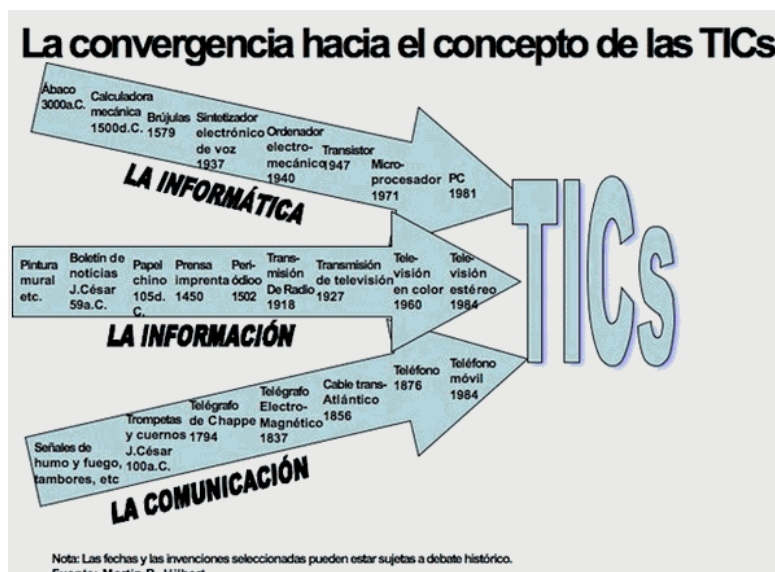 La convergencia hacia el concepto de las TICs
Ábaco
3000a.C.
Calculadora
mecánica
1500d.C.
Brújulas
1579
Sintetizador
electrónico
de voz
1937
Ordenador
electro-
mecánico
1940
Transistor
1947
Micro-
procesador
1971
PC
1981
LA INFORMÁTICA
Pintura
mural
etc.
Boletín de
noticias
J.César
59a.C.
Papel
chino
105d.
C.
Prensa
imprenta
1450
Peri-
ódico
1502
Trans-
misión
De Radio
1918
Transmisión
de televisión
1927
Tele-
visión
en color
1960
Tele-
visión
estéreo
1984
LA INFORMACIÓN
Señales de
humo y fuego,
tambores, etc
Trompetas
y cuernos
J.César
100a.C.
Telégrafo
de Chappe
1794
Telégrafo
Electro-
Magnético
1837
Cable trans-
Atlántico
1856
Teléfono
1876
Teléfono
móvil
1984
LA COMUNICACIÓN
TICs
Nota: Las fechas y las invenciones seleccionadas pueden estar sujetas a debate histórico.
Fuente: Martin R. Hilbert